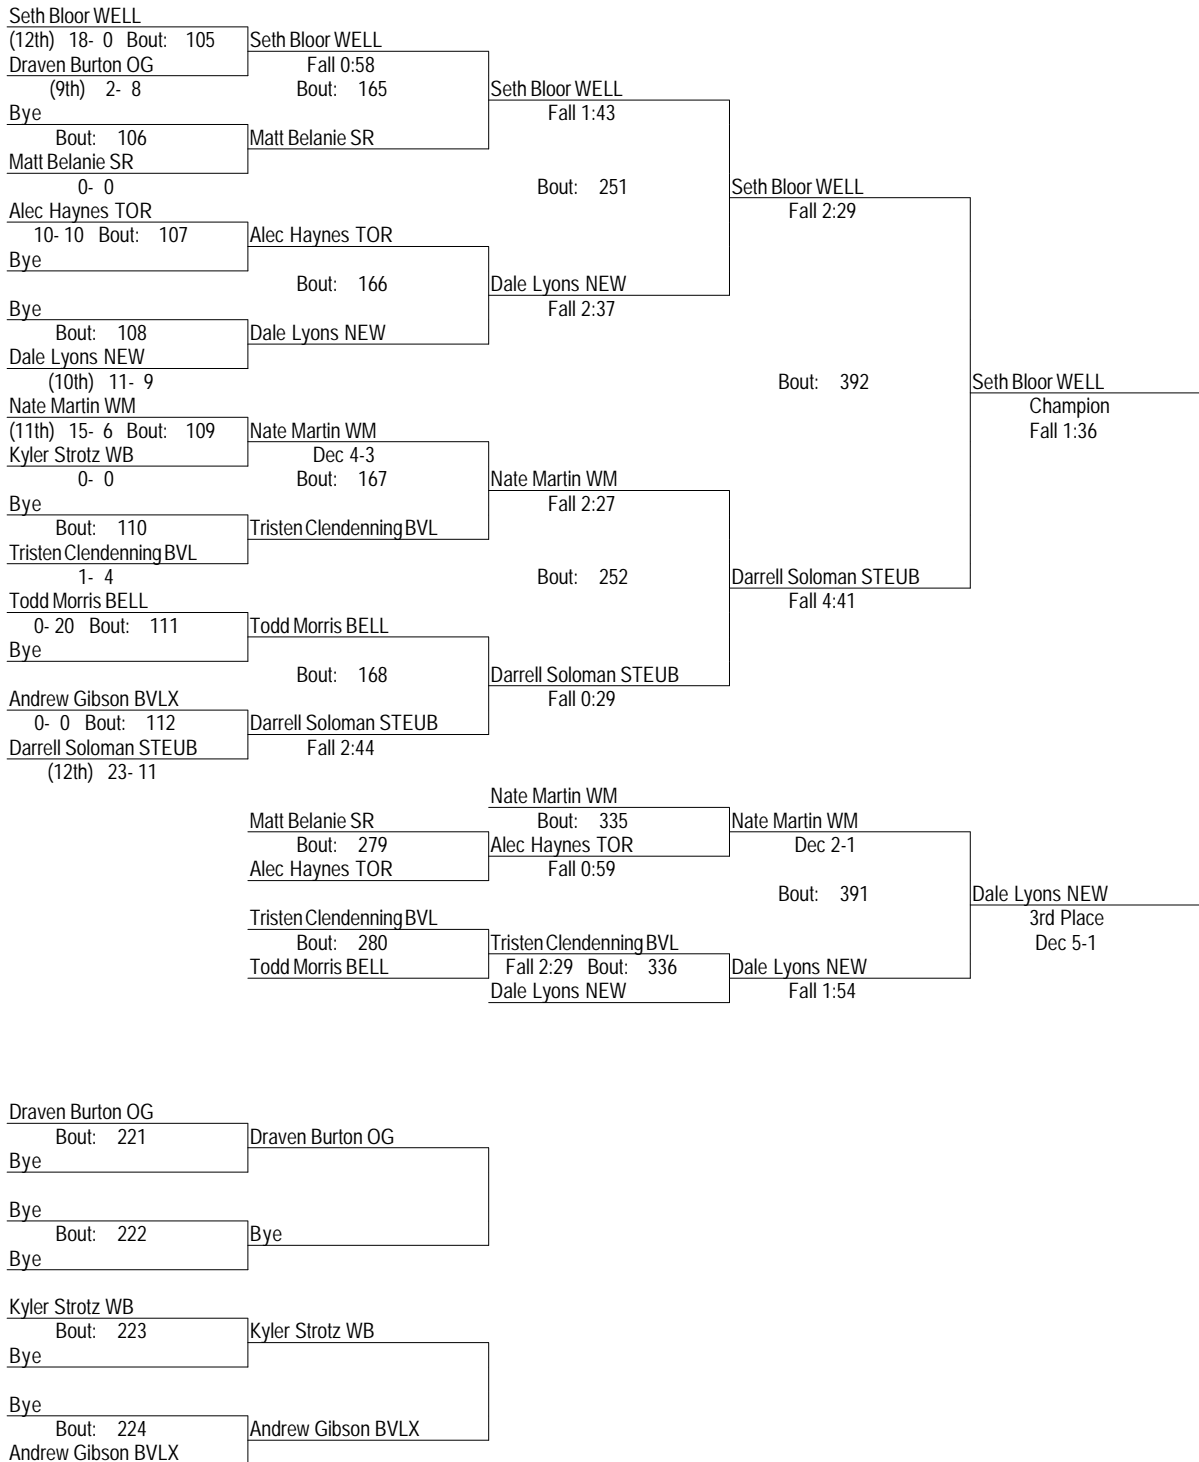 Seth Bloor WELL
(12th) 18- 0 Bout: 105 Seth Bloor WELL
Draven Burton OG Fall 0:58
(9th) 2- 8 Bout: 165 Seth Bloor WELL
Bye Fall 1:43
Bout: 106 Matt Belanie SR
Matt Belanie SR
0- 0 Bout: 251 Seth Bloor WELL
Alec Haynes TOR Fall 2:29
10- 10 Bout: 107 Alec Haynes TOR
Bye
Bout: 166 Dale Lyons NEW
Bye Fall 2:37
Bout: 108 Dale Lyons NEW
Dale Lyons NEW
(10th) 11- 9 Bout: 392 Seth Bloor WELL
Nate Martin WM Champion
(11th) 15- 6 Bout: 109 Nate Martin WM Fall 1:36
Kyler Strotz WB Dec 4-3
0- 0 Bout: 167 Nate Martin WM
Bye Fall 2:27
Bout: 110 Tristen Clendenning BVL
Tristen Clendenning BVL
1- 4 Bout: 252 Darrell Soloman STEUB
Todd Morris BELL Fall 4:41
0- 20 Bout: 111 Todd Morris BELL
Bye
Bout: 168 Darrell Soloman STEUB
Andrew Gibson BVLX Fall 0:29
0- 0 Bout: 112 Darrell Soloman STEUB
Darrell Soloman STEUB Fall 2:44
(12th) 23- 11
Nate Martin WM
Matt Belanie SR Bout: 335 Nate Martin WM
Bout: 279 Alec Haynes TOR Dec 2-1
Alec Haynes TOR Fall 0:59
Bout: 391 Dale Lyons NEW
Tristen Clendenning BVL 3rd Place
Bout: 280 Tristen Clendenning BVL Dec 5-1
Todd Morris BELL Fall 2:29 Bout: 336 Dale Lyons NEW
Dale Lyons NEW Fall 1:54
Draven Burton OG
Bout: 221 Draven Burton OG
Bye
Bye
Bout: 222 Bye
Bye
Kyler Strotz WB
Bout: 223 Kyler Strotz WB
Bye
Bye
Bout: 224 Andrew Gibson BVLX
Andrew Gibson BVLX